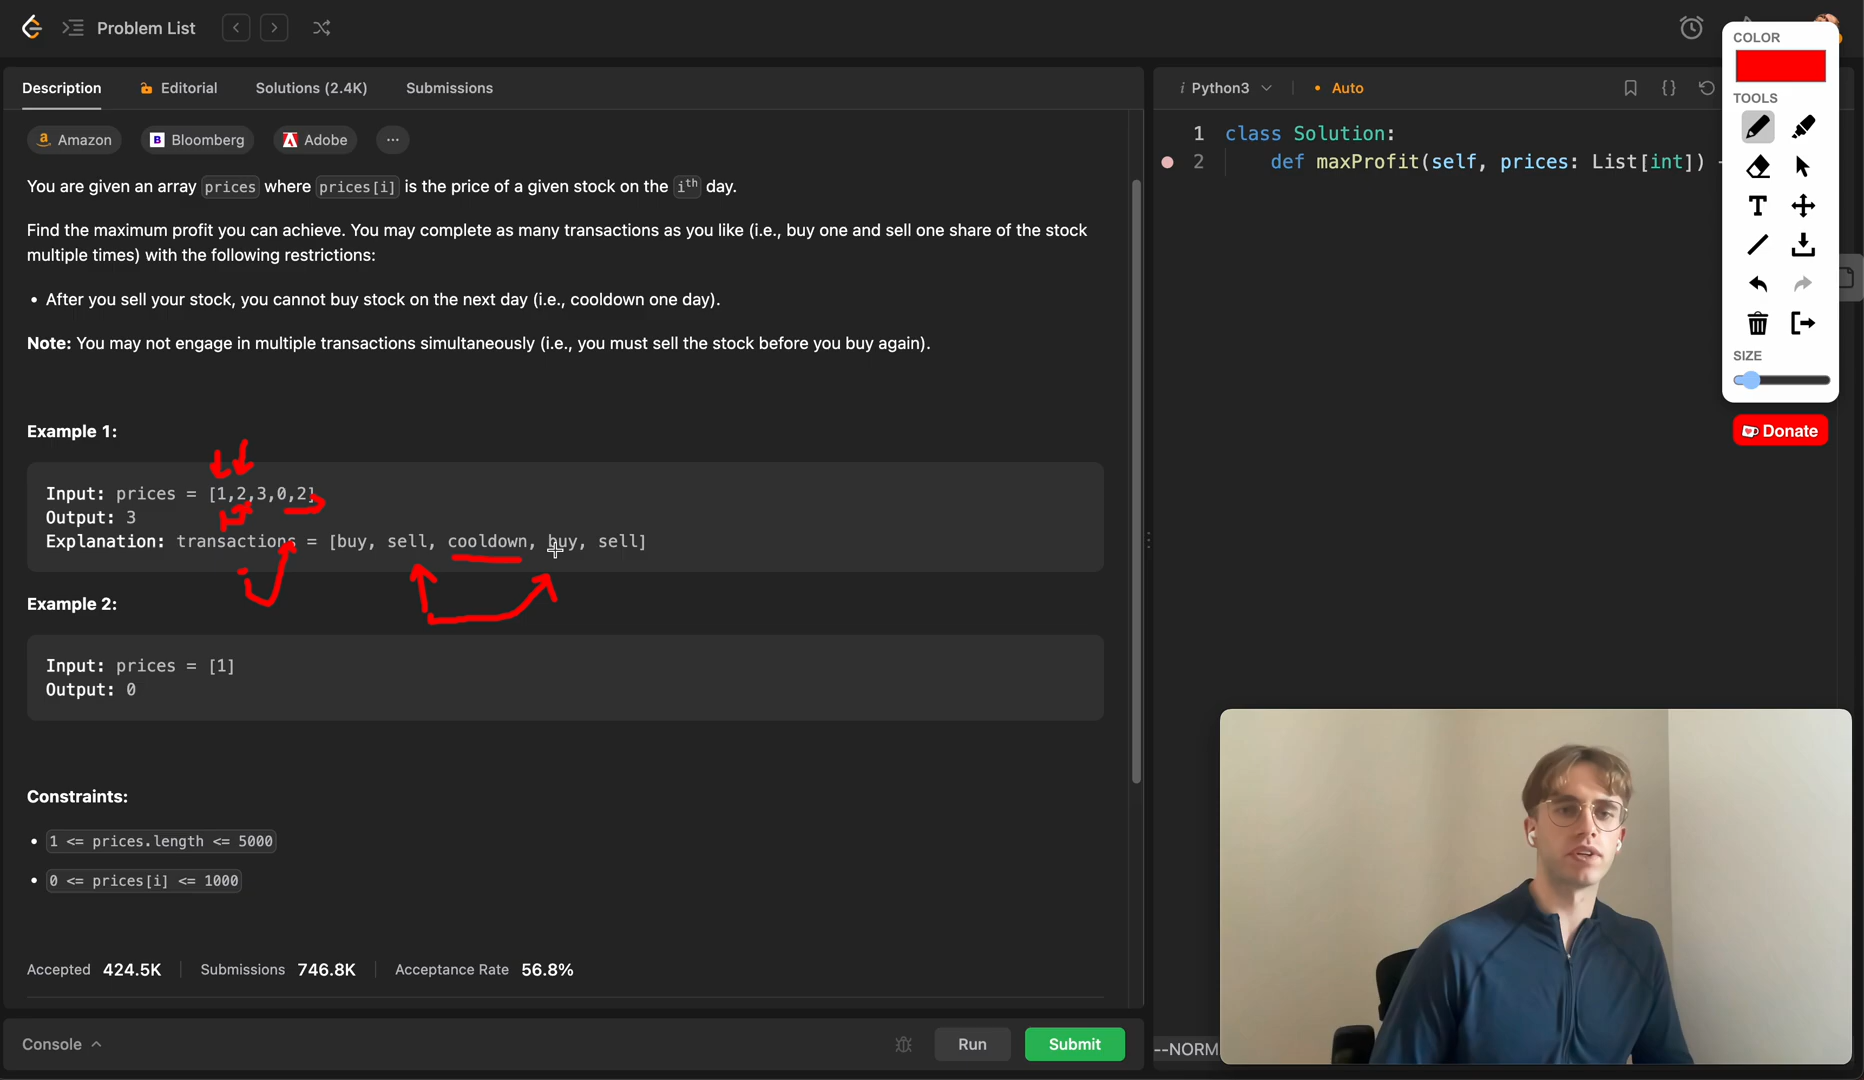 Problem List
Description Editorial Solutions (2.4K) Submissions
Amazon Bloomberg Adobe ...
You are given an array prices where prices[i] is the price of a given stock on the ith day.
Find the maximum profit you can achieve. You may complete as many transactions as you like (i.e., buy one and sell one share of the stock
multiple times) with the following restrictions:
• After you sell your stock, you cannot buy stock on the next day (i.e., cooldown one day).
Note: You may not engage in multiple transactions simultaneously (i.e., you must sell the stock before you buy again).
Example 1:
Input: prices = [1,2,3,0,2]
Output: 3
Explanation: transactions = [buy, sell, cooldown, buy, sell]
Example 2:
Input: prices = [1]
Output: 0
Constraints:
• 1 <= prices.length <= 5000
• 0 <= prices[i] <= 1000
Accepted 424.5K Submissions 746.8K Acceptance Rate 56.8%
Console Run Submit
i Python3 • Auto
1 class Solution:
2 def maxProfit(self, prices: List[int]) -
--NORM
COLOR
TOOLS
T
SIZE
Donate